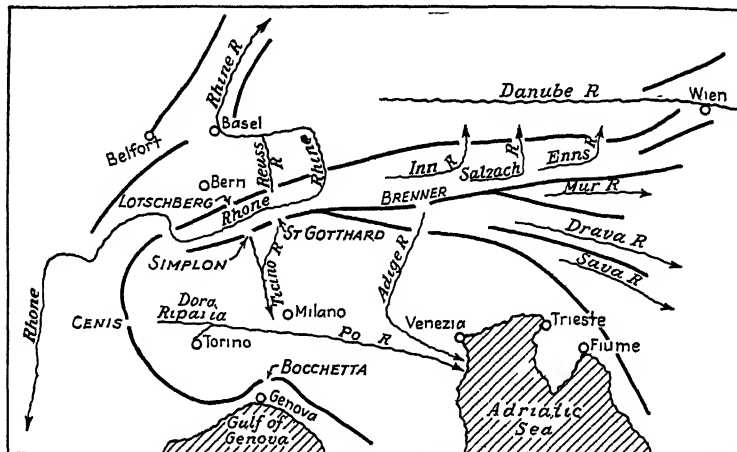 Rhine R
Danube R
Wien
Basel
Belfort
Reuss R
Rhine
Inn R
Salzach R
Enns R
Bern
LOTSCHBERG
Rhone
BRENNER
Mur R
ST GOTTHARD
SIMPLON
Ticino R
Adige R
Drava R
Sava R
Rhone
CENIS
Dora
Riparia
Milano
Torino
Po R
Venezia
Trieste
Fiume
BOCCHETTA
Genova
Gulf of
Genova
Adriatic
Sea